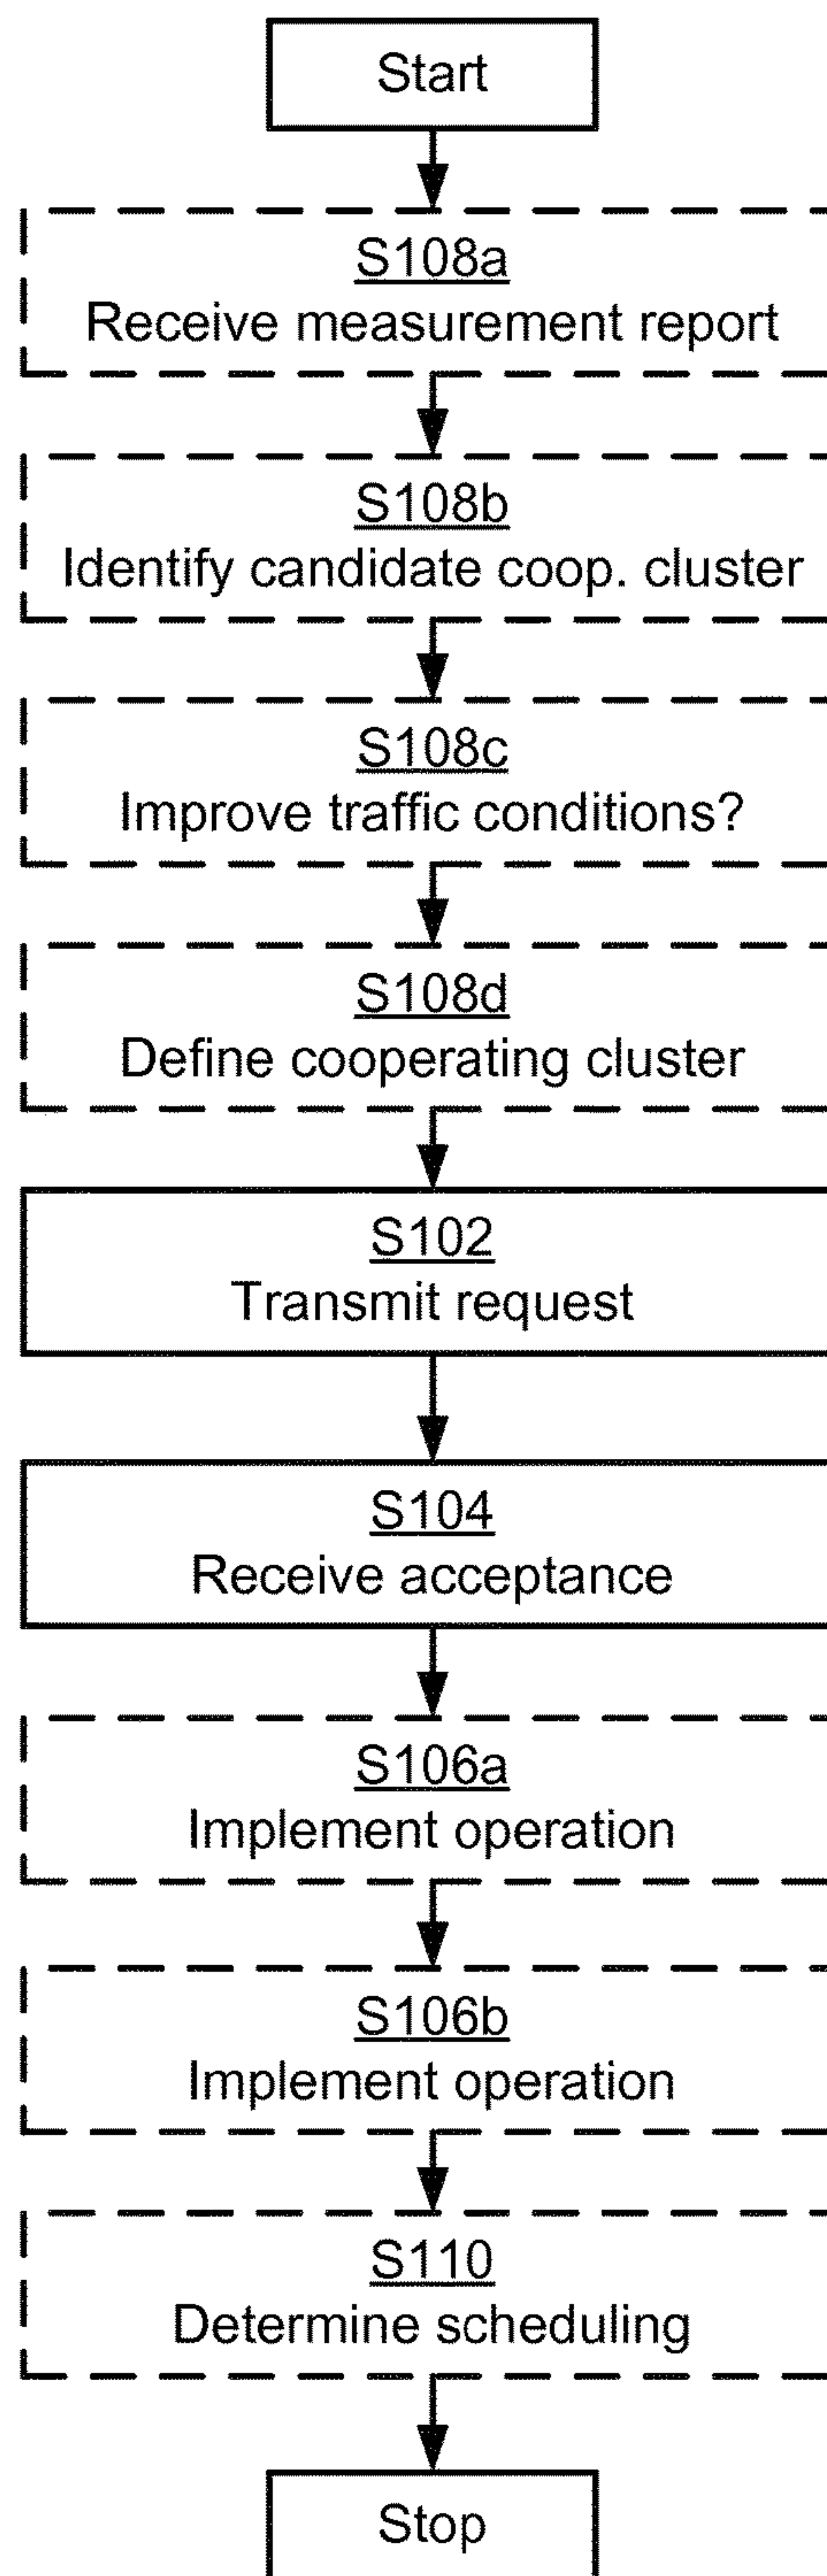 Start
S108a
Receive measurement report
S108b
Identify candidate coop. cluster
S108c
Improve traffic conditions?
S108d
Define cooperating cluster
S102
Transmit request
S104
Receive acceptance
S106a
Implement operation
S106b
Implement operation
S110
Determine scheduling
Stop